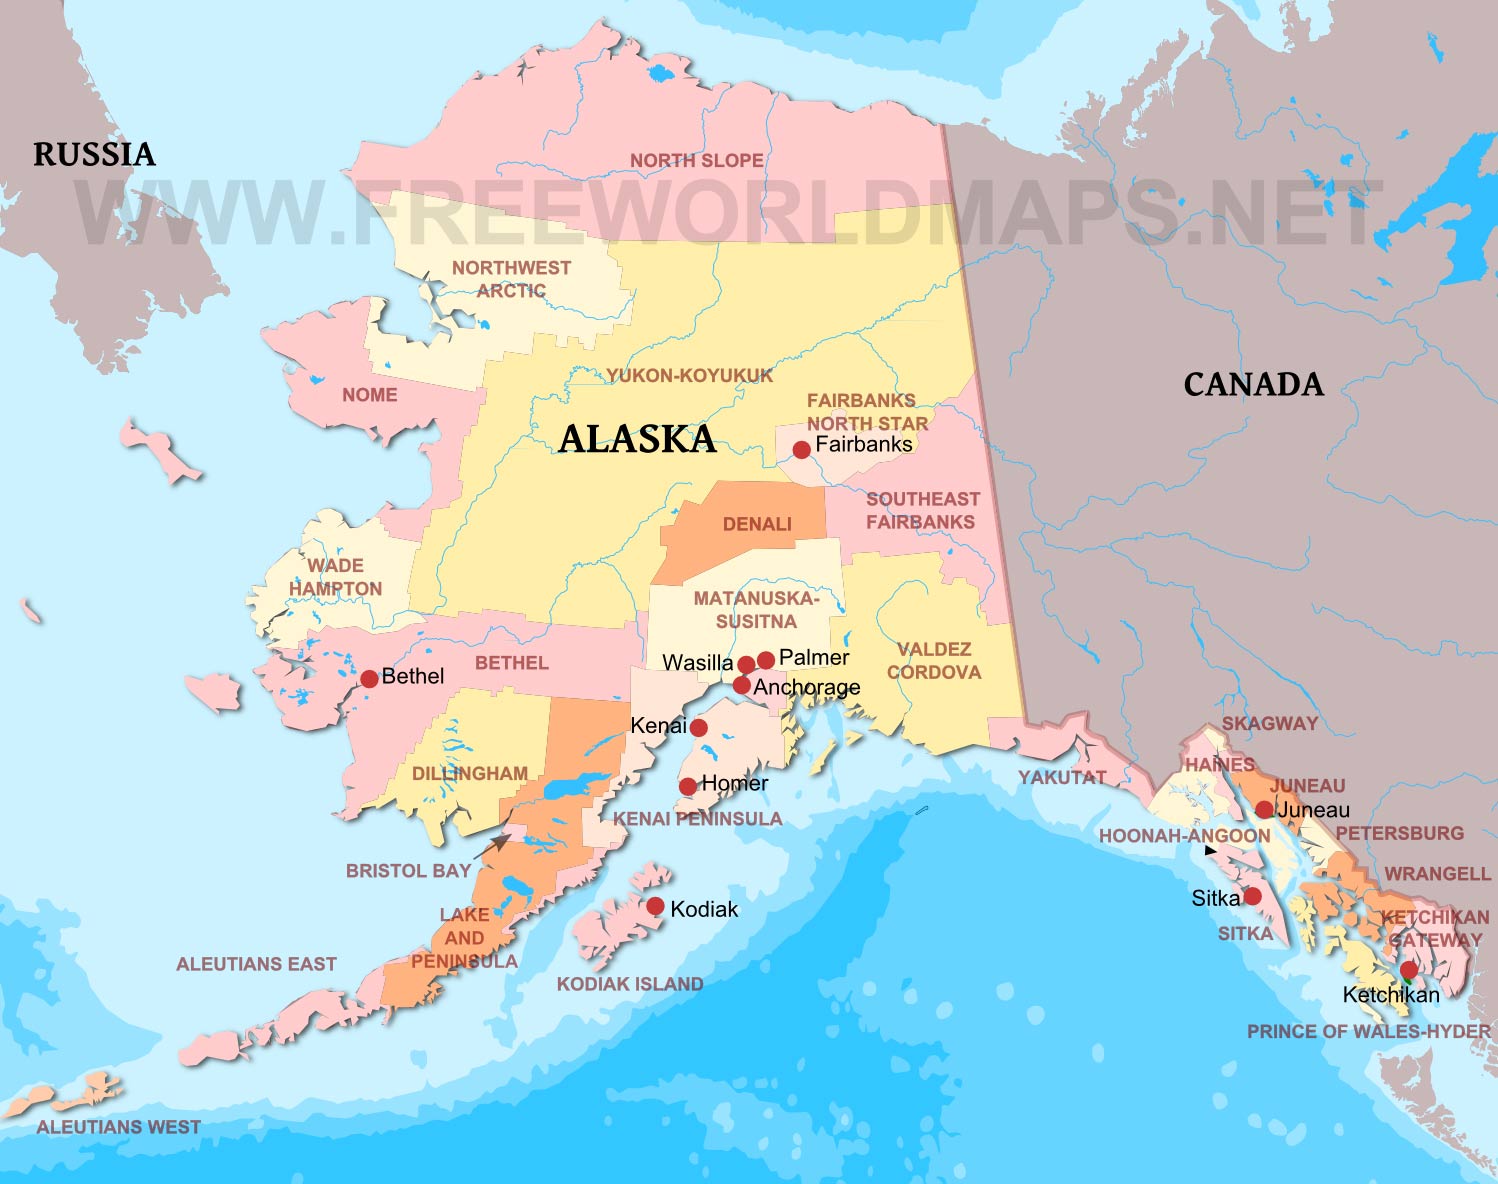 RUSSIA
NORTH SLOPE
WWW.FREEWORLDMAPS.NET
NORTHWEST
ARCTIC
YUKON-KOYUKUK
CANADA
NOME
FAIRBANKS
NORTH STAR
ALASKA
Fairbanks
SOUTHEAST
FAIRBANKS
DENALI
WADE
HAMPTON
MATANUSKA-
SUSITNA
VALDEZ
CORDOVA
BETHEL
Bethel
Wasilla
Palmer
Anchorage
Kenai
SKAGWAY
HAINES
YAKUTAT
DILLINGHAM
Homer
JUNEAU
Juneau
KENAI PENINSULA
HOONAH-ANGOON
PETERSBURG
BRISTOL BAY
WRANGELL
Sitka
Kodiak
LAKE
AND
PENINSULA
KETCHIKAN
GATEWAY
SITKA
ALEUTIANS EAST
KODIAK ISLAND
Ketchikan
PRINCE OF WALES-HYDER
ALEUTIANS WEST